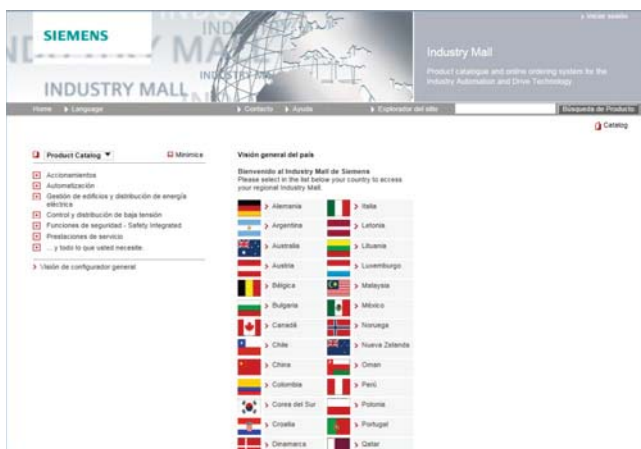 Iniciar sesión
SIEMENS
INDUSTRY MALL
Industry Mall
Product catalogue and online ordering system for the
Industry Automation and Drive Technology
Home Language Contacto Ayuda Explorador del sitio Búsqueda de Producto
Catalog
Product Catalog Minimice
Accionamientos
Automatización
Gestión de edificios y distribución de energía
eléctrica
Control y distribución de baja tensión
Funciones de seguridad - Safety Integrated
Prestaciones de servicio
... y todo lo que usted necesite.
Visión de configurador general
Visión general del país
Bienvenido al Industry Mall de Siemens
Please select in the list below your country to access
your regional Industry Mall.
Alemania Italia
Argentina Letonia
Australia Lituania
Austria Luxemburgo
Bélgica Malaysia
Bulgaria México
Canadá Noruega
Chile Nueva Zelanda
China Oman
Colombia Perú
Corea del Sur Polonia
Croatia Portugal
Dinamarca Qatar